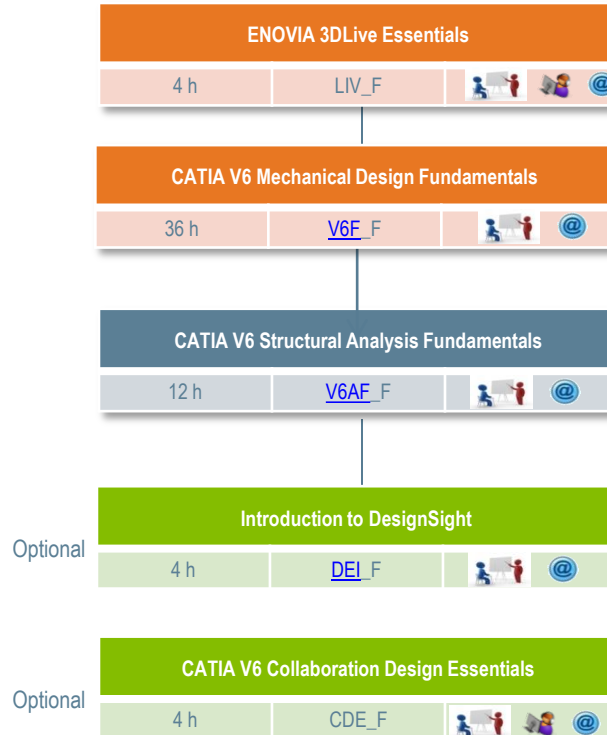 ENOVIA 3DLive Essentials
4 h LIV_F @
CATIA V6 Mechanical Design Fundamentals
36 h V6F_F @
CATIA V6 Structural Analysis Fundamentals
12 h V6AF_F @
Introduction to DesignSight
Optional
4 h DEI_F @
CATIA V6 Collaboration Design Essentials
Optional
4 h CDE_F @